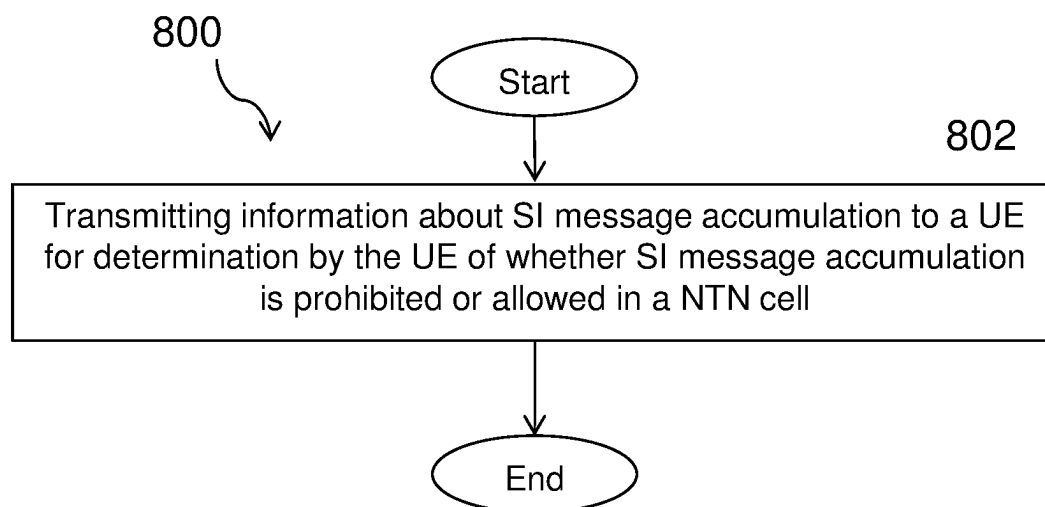 800
Start
802
Transmitting information about SI message accumulation to a UE
for determination by the UE of whether SI message accumulation
is prohibited or allowed in a NTN cell
End